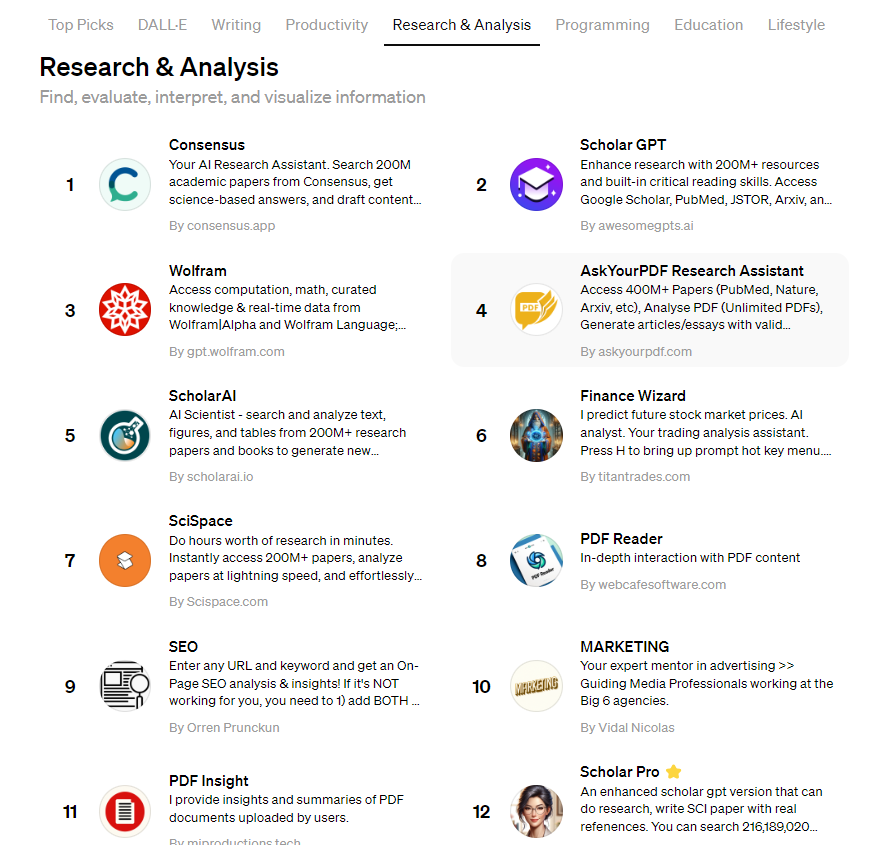 Top Picks DALL·E Writing Productivity Research & Analysis Programming Education Lifestyle
Research & Analysis
Find, evaluate, interpret, and visualize information
1
Consensus
Your AI Research Assistant. Search 200M
academic papers from Consensus, get
science-based answers, and draft content...
By consensus.app
2
Scholar GPT
Enhance research with 200M+ resources
and built-in critical reading skills. Access
Google Scholar, PubMed, JSTOR, Arxiv, an...
By awesomegpts.ai
3
Wolfram
Access computation, math, curated
knowledge & real-time data from
Wolfram|Alpha and Wolfram Language;...
By gpt.wolfram.com
4
PDF
AskYourPDF Research Assistant
Access 400M+ Papers (PubMed, Nature,
Arxiv, etc), Analyse PDF (Unlimited PDFs),
Generate articles/essays with valid...
By askyourpdf.com
5
ScholarAI
AI Scientist - search and analyze text,
figures, and tables from 200M+ research
papers and books to generate new...
By scholarai.io
6
Finance Wizard
I predict future stock market prices. AI
analyst. Your trading analysis assistant.
Press H to bring up prompt hot key menu....
By titantrades.com
7
SciSpace
Do hours worth of research in minutes.
Instantly access 200M+ papers, analyze
papers at lightning speed, and effortlessly...
By Scispace.com
8
PDF Reader
PDF Reader
In-depth interaction with PDF content
By webcafesoftware.com
9
SEO
Enter any URL and keyword and get an On-
Page SEO analysis & insights! If it's NOT
working for you, you need to 1) add BOTH ...
By Orren Prunckun
10
MARKETING
MARKETING
Your expert mentor in advertising >>
Guiding Media Professionals working at the
Big 6 agencies.
By Vidal Nicolas
11
PDF Insight
I provide insights and summaries of PDF
documents uploaded by users.
By miproductions.tech
12
Scholar Pro ⭐
An enhanced scholar gpt version that can
do research, write SCI paper with real
refenences. You can search 216,189,020...